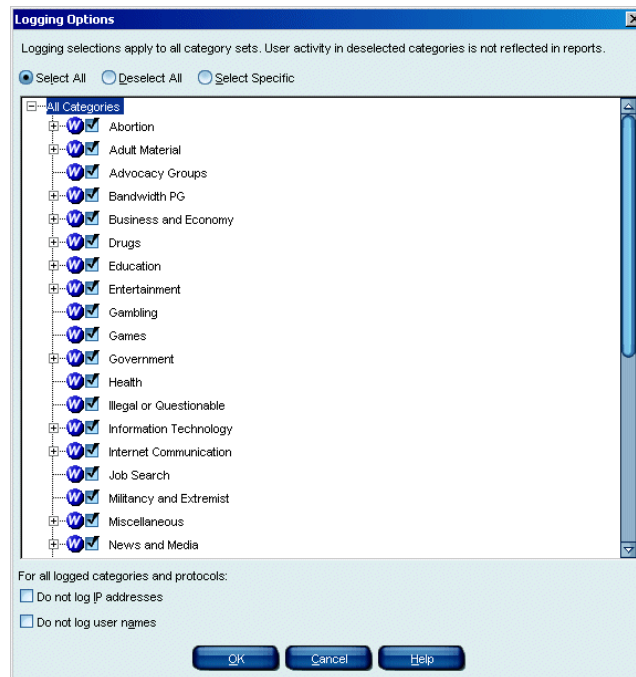 Logging Options
Logging selections apply to all category sets. User activity in deselected categories is not reflected in reports.
Select All Deselect All Select Specific
All Categories
W Abortion
W Adult Material
W Advocacy Groups
W Bandwidth PG
W Business and Economy
W Drugs
W Education
W Entertainment
W Gambling
W Games
W Government
W Health
W Illegal or Questionable
W Information Technology
W Internet Communication
W Job Search
W Militancy and Extremist
W Miscellaneous
W News and Media
For all logged categories and protocols:
Do not log IP addresses
Do not log user names
OK Cancel Help